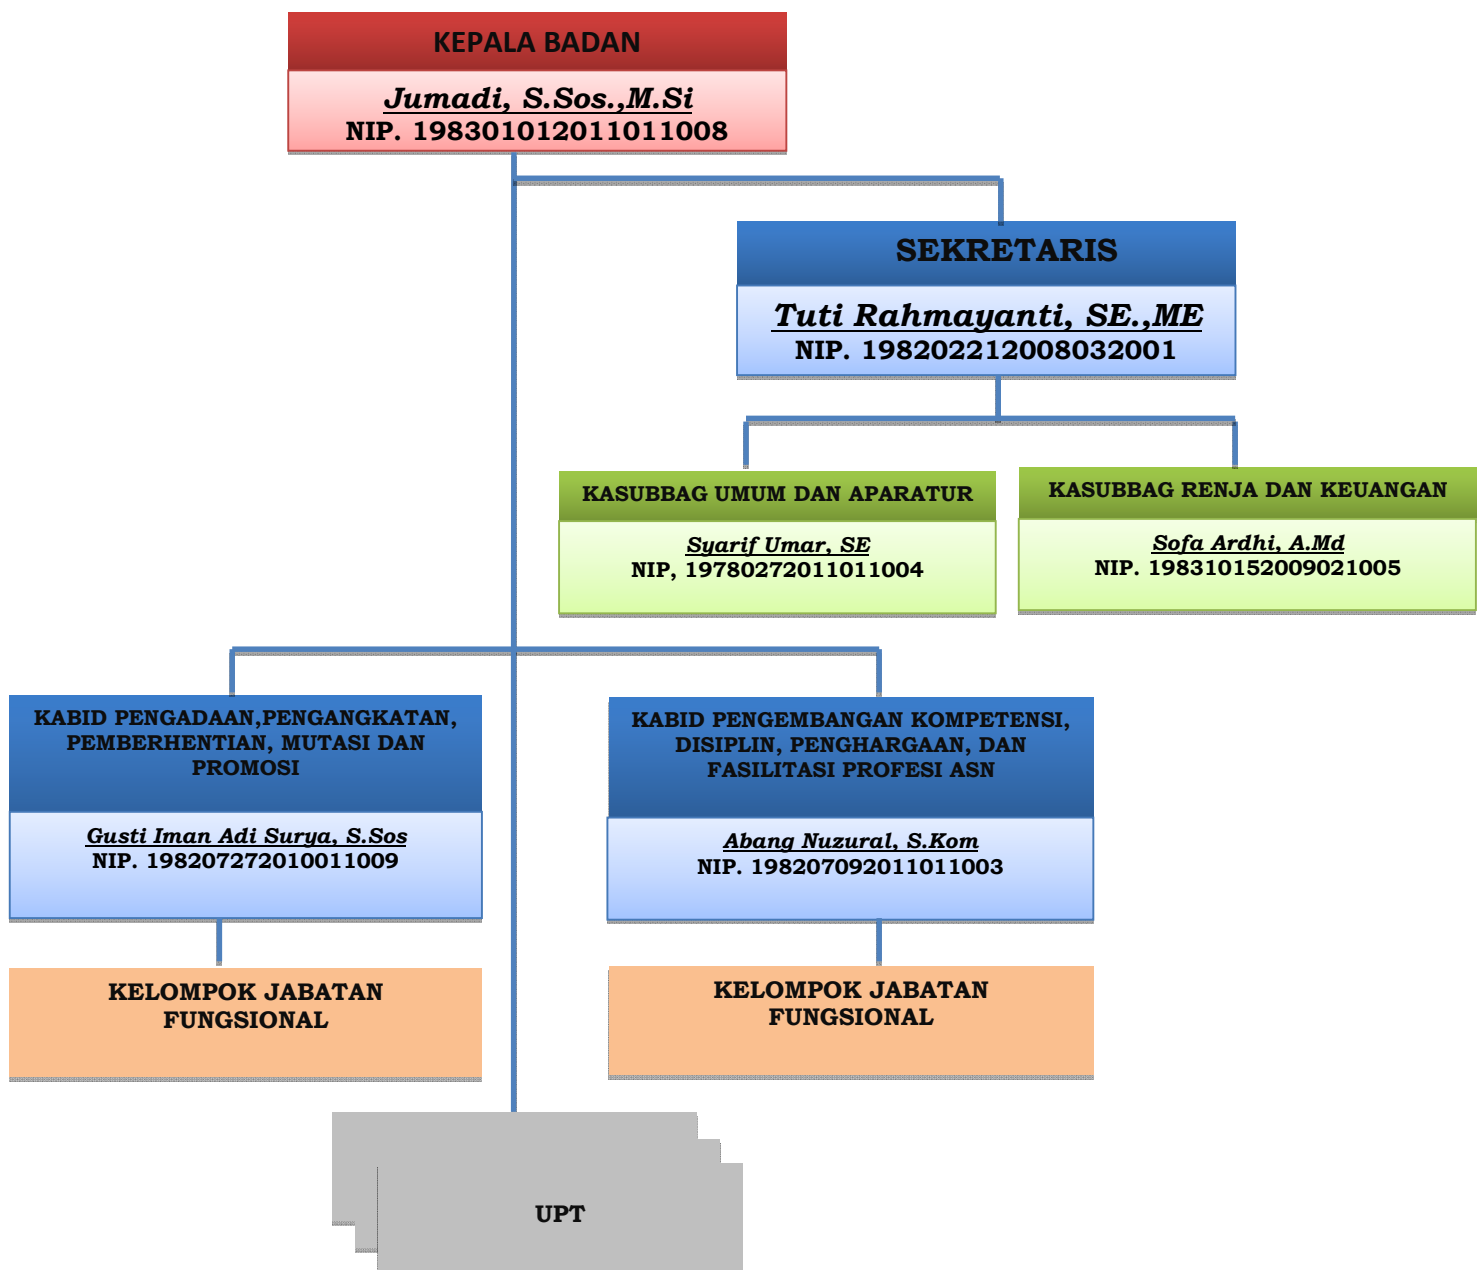 KEPALA BADAN
Jumadi, S.Sos.,M.Si
NIP. 198301012011011008
SEKRETARIS
Tuti Rahmayanti, SE.,ME
NIP. 198202212008032001
KASUBBAG UMUM DAN APARATUR
Syarif Umar, SE
NIP, 19780272011011004
KASUBBAG RENJA DAN KEUANGAN
Sofa Ardhi, A.Md
NIP. 198310152009021005
KABID PENGADAAN,PENGANGKATAN,
PEMBERHENTIAN, MUTASI DAN
PROMOSI
Gusti Iman Adi Surya, S.Sos
NIP. 198207272010011009
KABID PENGEMBANGAN KOMPETENSI,
DISIPLIN, PENGHARGAAN, DAN
FASILITASI PROFESI ASN
Abang Nuzural, S.Kom
NIP. 198207092011011003
KELOMPOK JABATAN
FUNGSIONAL
KELOMPOK JABATAN
FUNGSIONAL
UPT